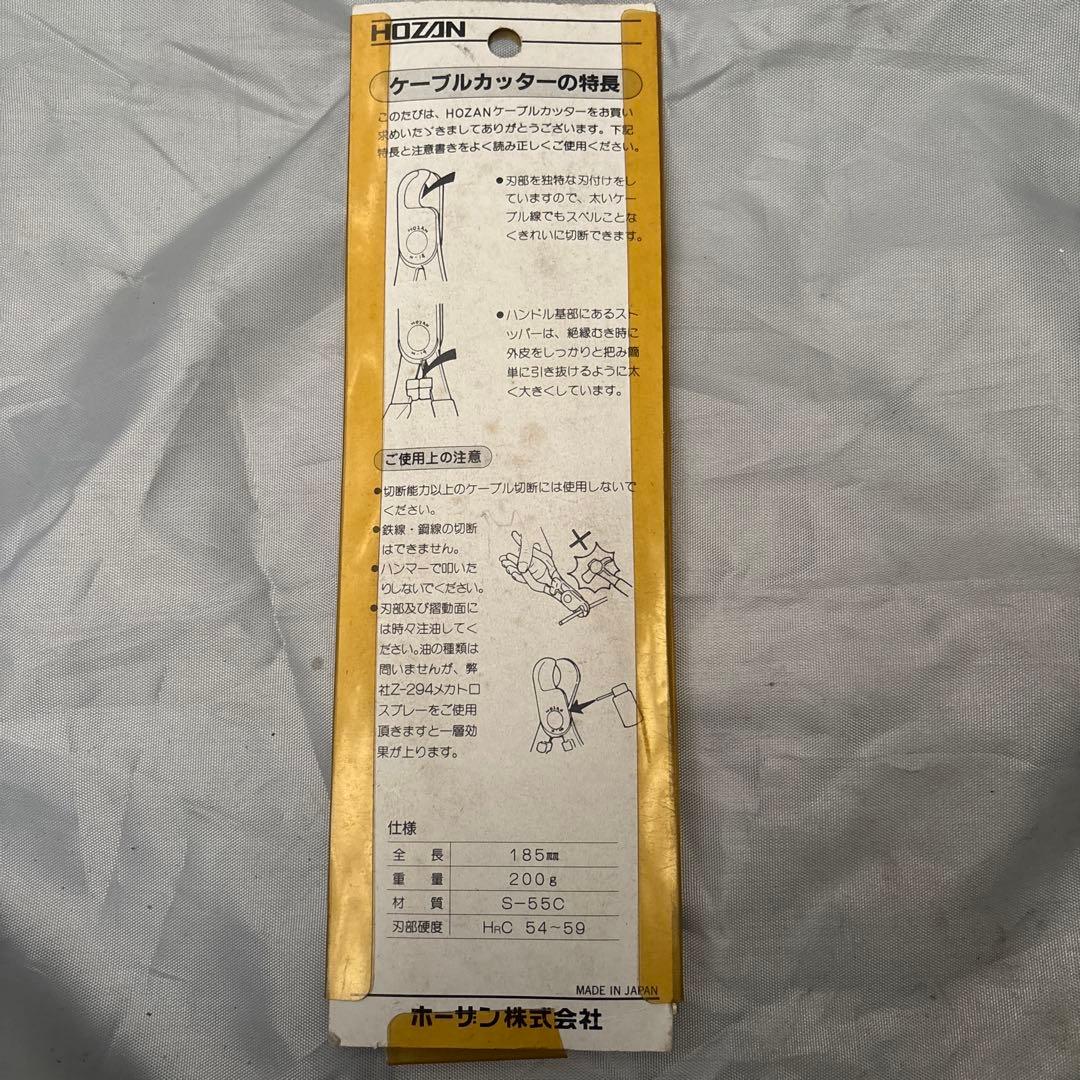 HOZAN
ケーブルカッターの特長
このたびは、HOZANケーブルカッターをお買い
求めいたゞきましてありがとうございます。下記
特長と注意書きをよく読み正しくご使用ください。
●刃部を独特な刃付けをし
ていますので、太いケー
ブル線でもスベルことな
くきれいに切断できます。
HOZAN
N-18
●ハンドル基部にあるスト
ッパーは、絶縁むき時に
外皮をしっかりと把み簡
単に引き抜けるように太
く大きくしています。
HOZAN
N-18
ご使用上の注意
●切断能力以上のケーブル切断には使用しないで
ください。
●鉄線・鋼線の切断
はできません。
●ハンマーで叩いた
りしないでください。
●刃部及び摺動面に
は時々注油してく
ださい。油の種類は
問いませんが、弊
社Z-294メカトロ
スプレーをご使用
頂きますと一層効
果が上ります。
HOZAN
仕様
全長 185㎜
重量 200g
材質 S-55C
刃部硬度 HRC 54~59
MADE IN JAPAN
ホーザン株式会社